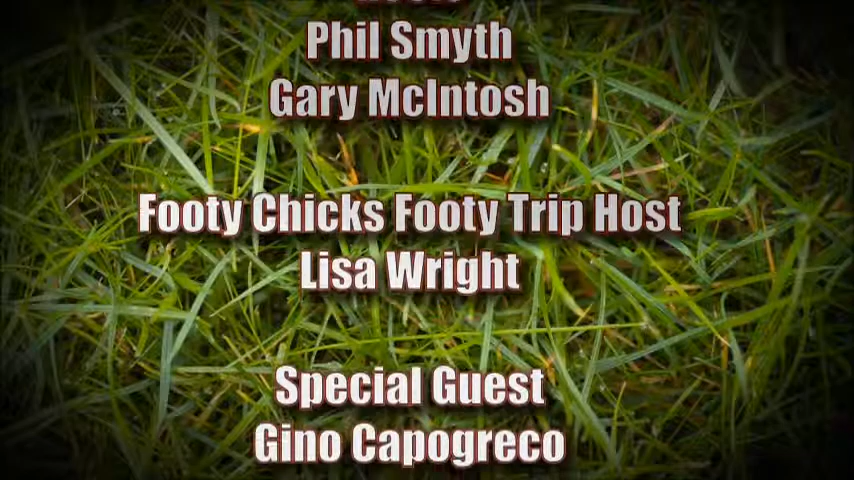 Phil Smyth
Gary McIntosh
Footy Chicks Footy Trip Host
Lisa Wright
Special Guest
Gino Capogreco